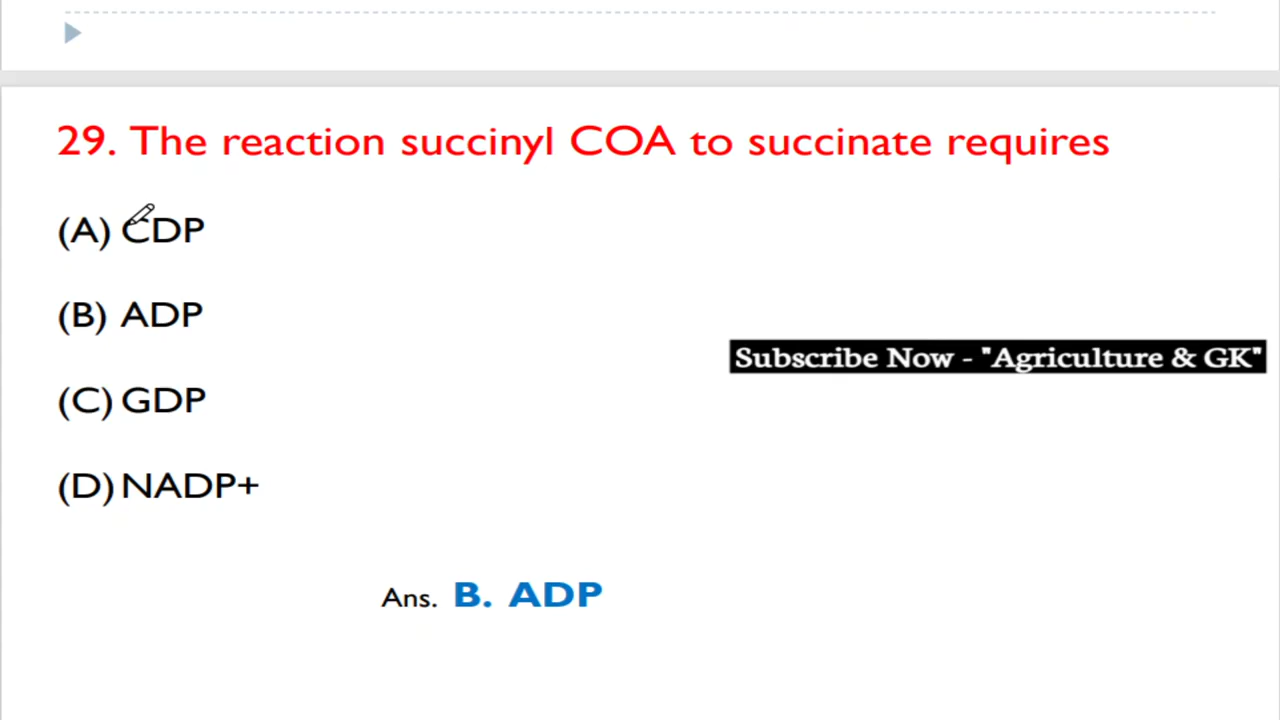 29. The reaction succinyl COA to succinate requires
(A) CDP
(B) ADP
Subscribe Now - "Agriculture & GK"
(C) GDP
(D) NADP+
Ans. B. ADP